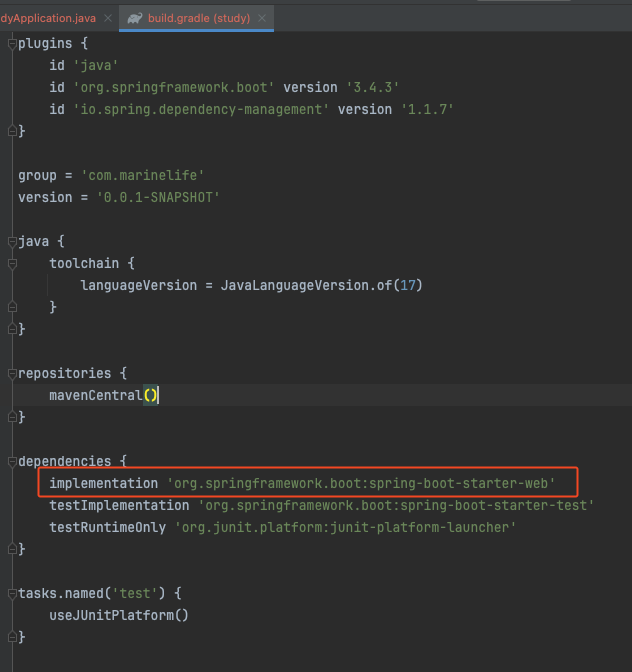 dyApplication.java
build.gradle (study)
plugins {
    id 'java'
    id 'org.springframework.boot' version '3.4.3'
    id 'io.spring.dependency-management' version '1.1.7'
}
group = 'com.marinelife'
version = '0.0.1-SNAPSHOT'
java {
    toolchain {
        languageVersion = JavaLanguageVersion.of(17)
    }
}
repositories {
    mavenCentral()
}
dependencies {
    implementation 'org.springframework.boot:spring-boot-starter-web'
    testImplementation 'org.springframework.boot:spring-boot-starter-test'
    testRuntimeOnly 'org.junit.platform:junit-platform-launcher'
}
tasks.named('test') {
    useJUnitPlatform()
}